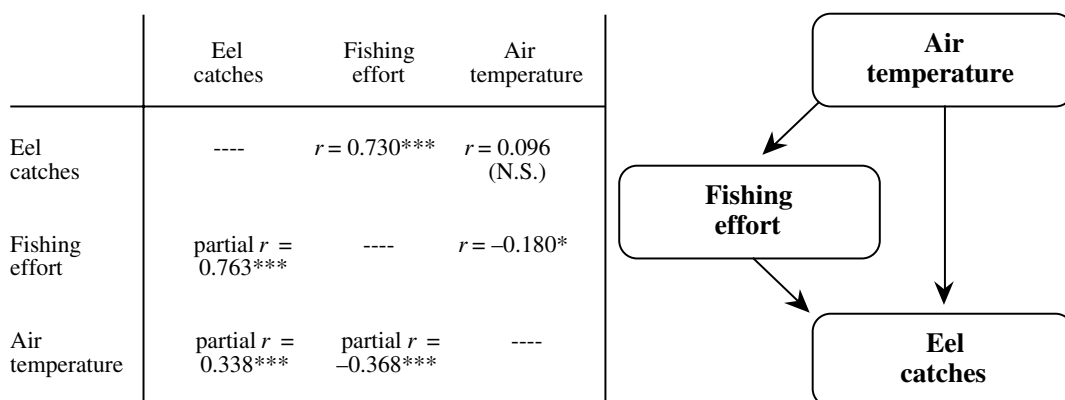 Eel catches Fishing effort Air temperature
Eel catches ---- r = 0.730*** r = 0.096 (N.S.)
Fishing effort partial r = 0.763*** ---- r = –0.180*
Air temperature partial r = 0.338*** partial r = –0.368*** ----
Air
temperature
Fishing
effort
Eel
catches